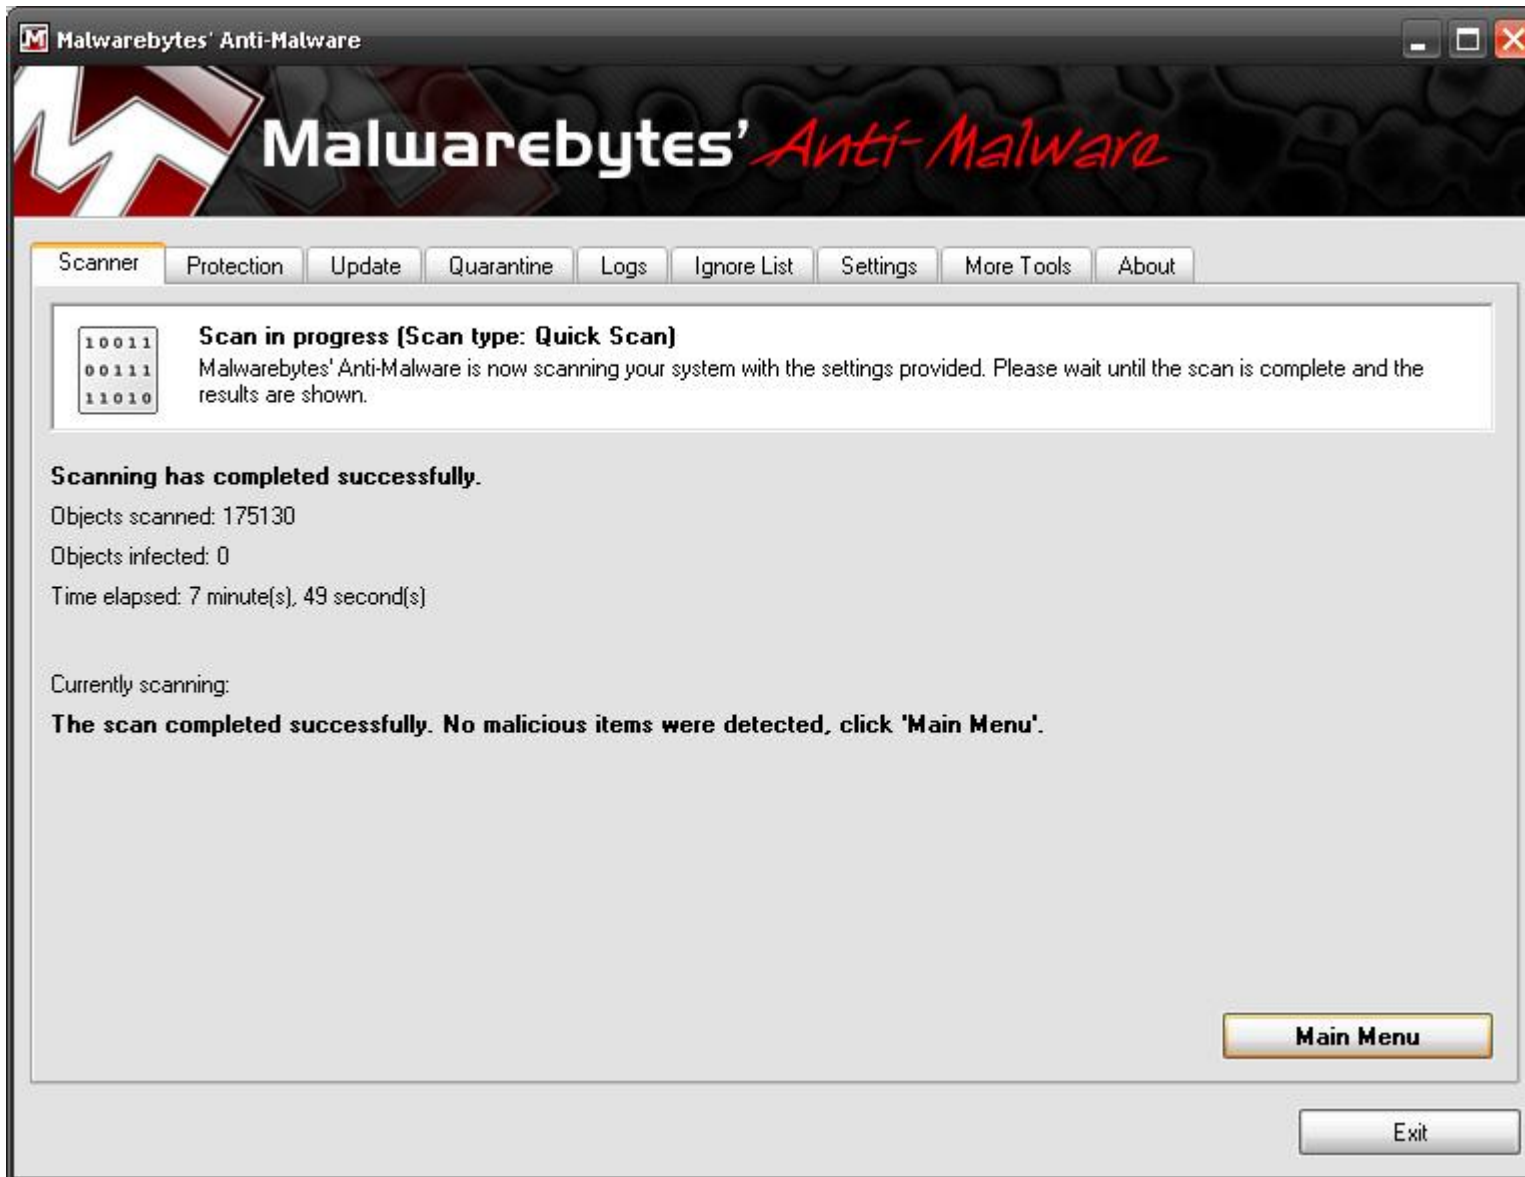 Malwarebytes' Anti-Malware
Malwarebytes' Anti-Malware
Scanner Protection Update Quarantine Logs Ignore List Settings More Tools About
10011
00111
11010
Scan in progress (Scan type: Quick Scan)
Malwarebytes' Anti-Malware is now scanning your system with the settings provided. Please wait until the scan is complete and the
results are shown.
Scanning has completed successfully.
Objects scanned: 175130
Objects infected: 0
Time elapsed: 7 minute(s), 49 second(s)
Currently scanning:
The scan completed successfully. No malicious items were detected, click 'Main Menu'.
Main Menu
Exit